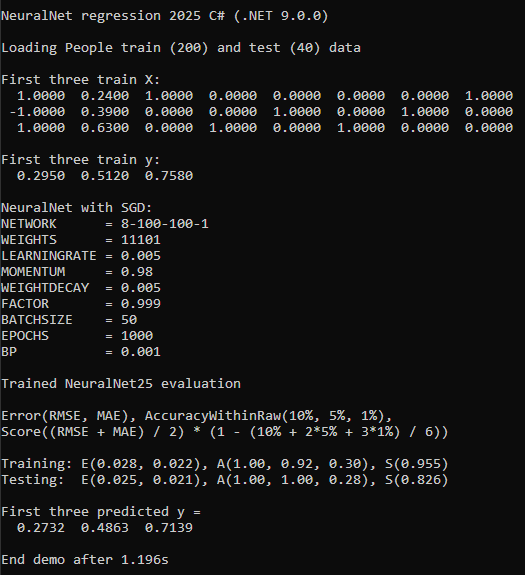 NeuralNet regression 2025 C# (.NET 9.0.0)
Loading People train (200) and test (40) data
First three train X:
1.0000 0.2400 1.0000 0.0000 0.0000 0.0000 0.0000 1.0000
-1.0000 0.3900 0.0000 0.0000 1.0000 0.0000 1.0000 0.0000
1.0000 0.6300 0.0000 1.0000 0.0000 1.0000 0.0000 0.0000
First three train y:
0.2950 0.5120 0.7580
NeuralNet with SGD:
NETWORK = 8-100-100-1
WEIGHTS = 11101
LEARNINGRATE = 0.005
MOMENTUM = 0.98
WEIGHTDECAY = 0.005
FACTOR = 0.999
BATCHSIZE = 50
EPOCHS = 1000
BP = 0.001
Trained NeuralNet25 evaluation
Error(RMSE, MAE), AccuracyWithinRaw(10%, 5%, 1%),
Score((RMSE + MAE) / 2) * (1 - (10% + 2*5% + 3*1%) / 6))
Training: E(0.028, 0.022), A(1.00, 0.92, 0.30), S(0.955)
Testing: E(0.025, 0.021), A(1.00, 1.00, 0.28), S(0.826)
First three predicted y =
0.2732 0.4863 0.7139
End demo after 1.196s